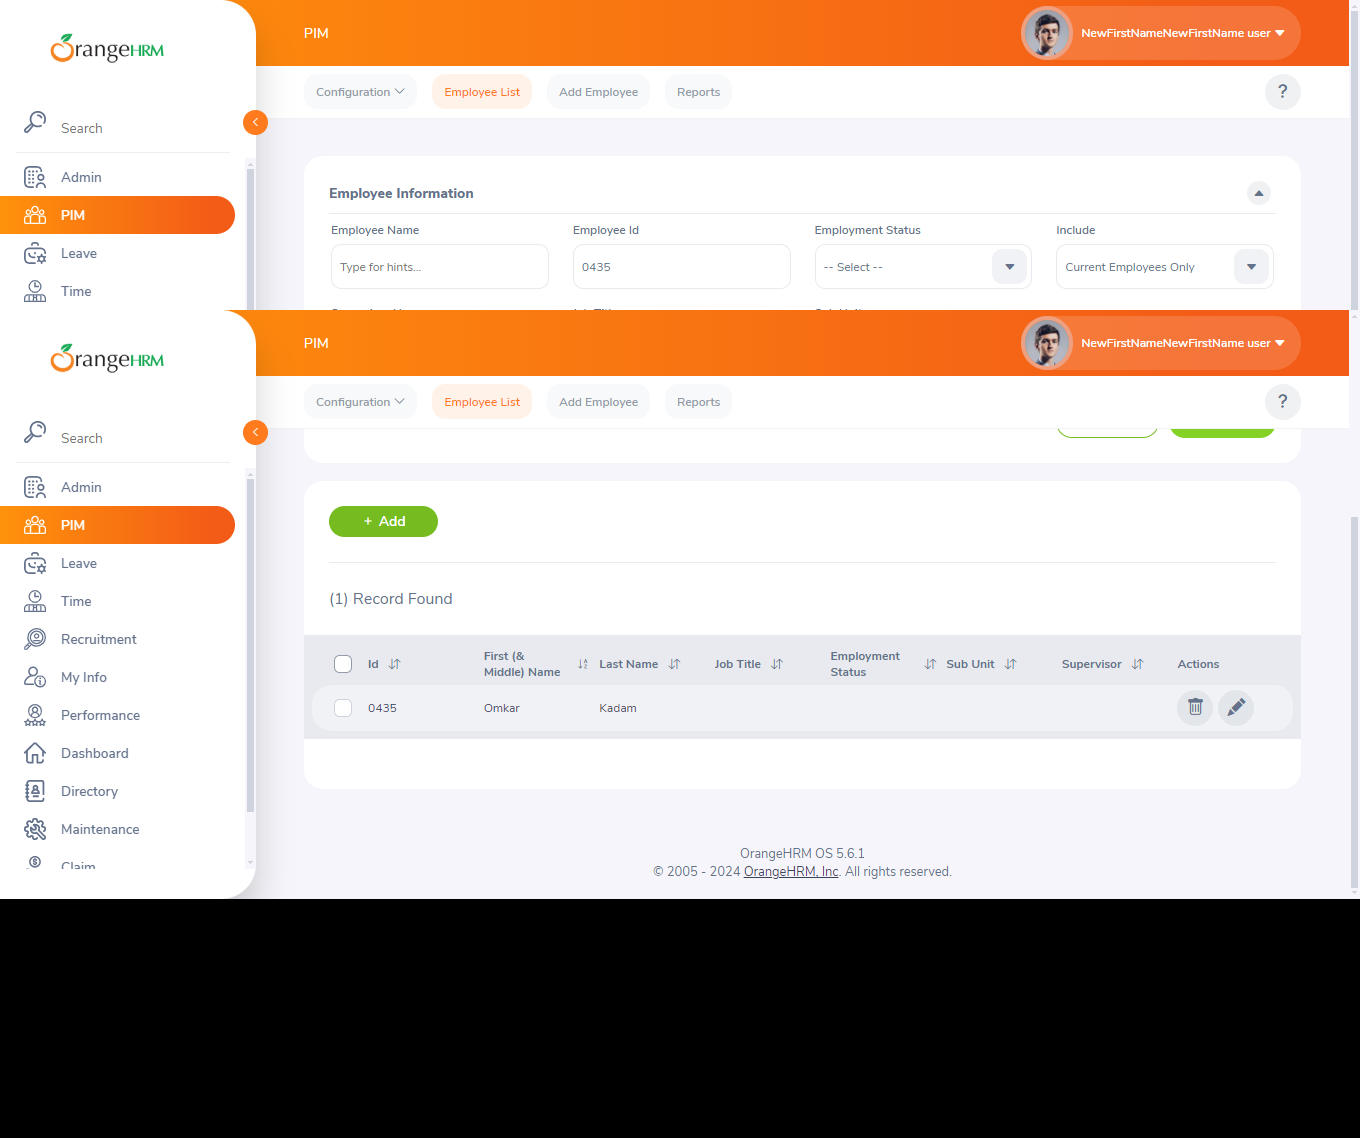 OrangeHRM
PIM
NewFirstNameNewFirstName user
Configuration
Employee List
Add Employee
Reports
?
Search
Admin
PIM
Leave
Time
Employee Information
Employee Name
Employee Id
Employment Status
Include
Type for hints...
0435
-- Select --
Current Employees Only
OrangeHRM
PIM
NewFirstNameNewFirstName user
Configuration
Employee List
Add Employee
Reports
?
Search
Admin
PIM
Leave
Time
Recruitment
My Info
Performance
Dashboard
Directory
Maintenance
Claim
+ Add
(1) Record Found
Id
First (&
Middle) Name
Last Name
Job Title
Employment
Status
Sub Unit
Supervisor
Actions
0435
Omkar
Kadam
OrangeHRM OS 5.6.1
© 2005 - 2024 OrangeHRM, Inc. All rights reserved.